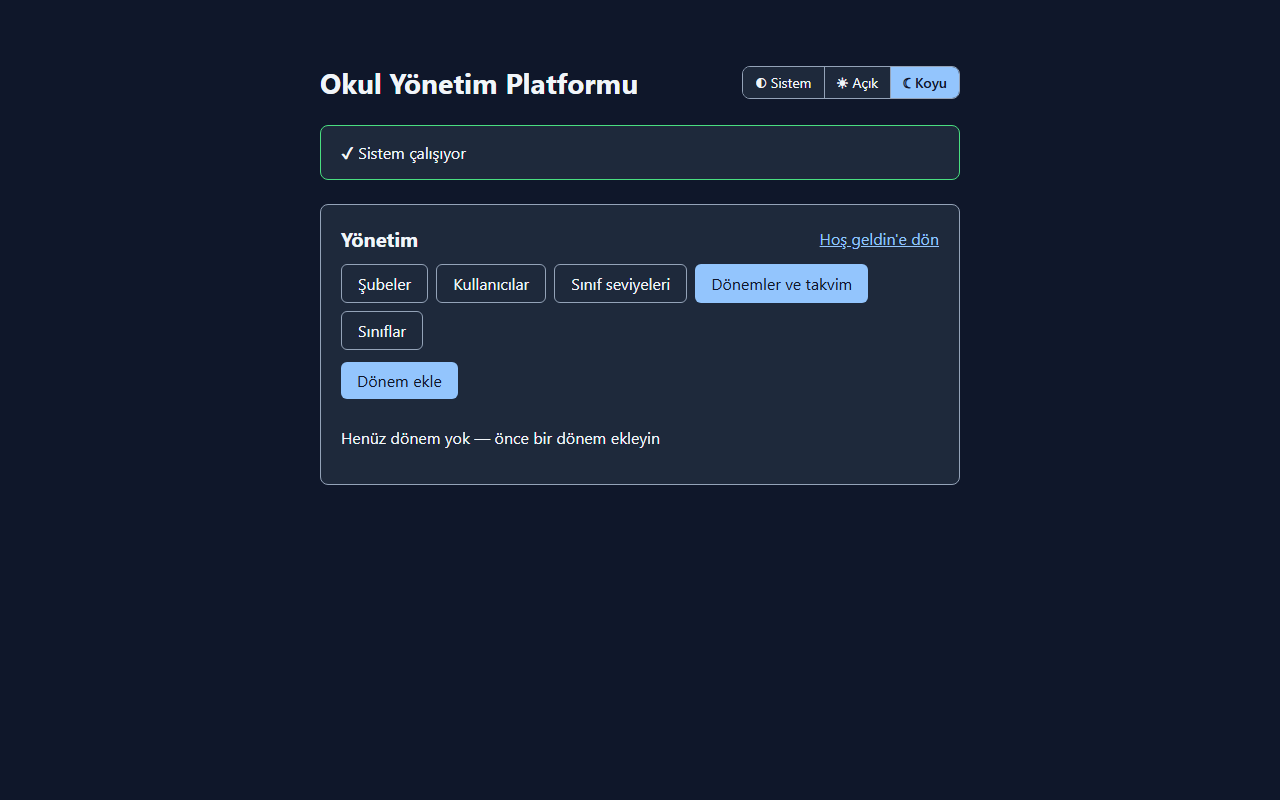 Okul Yönetim Platformu
◐ Sistem ☀ Açık ☾ Koyu
✓ Sistem çalışıyor
Yönetim Hoş geldin'e dön
Şubeler Kullanıcılar Sınıf seviyeleri Dönemler ve takvim
Sınıflar
Dönem ekle
Henüz dönem yok — önce bir dönem ekleyin